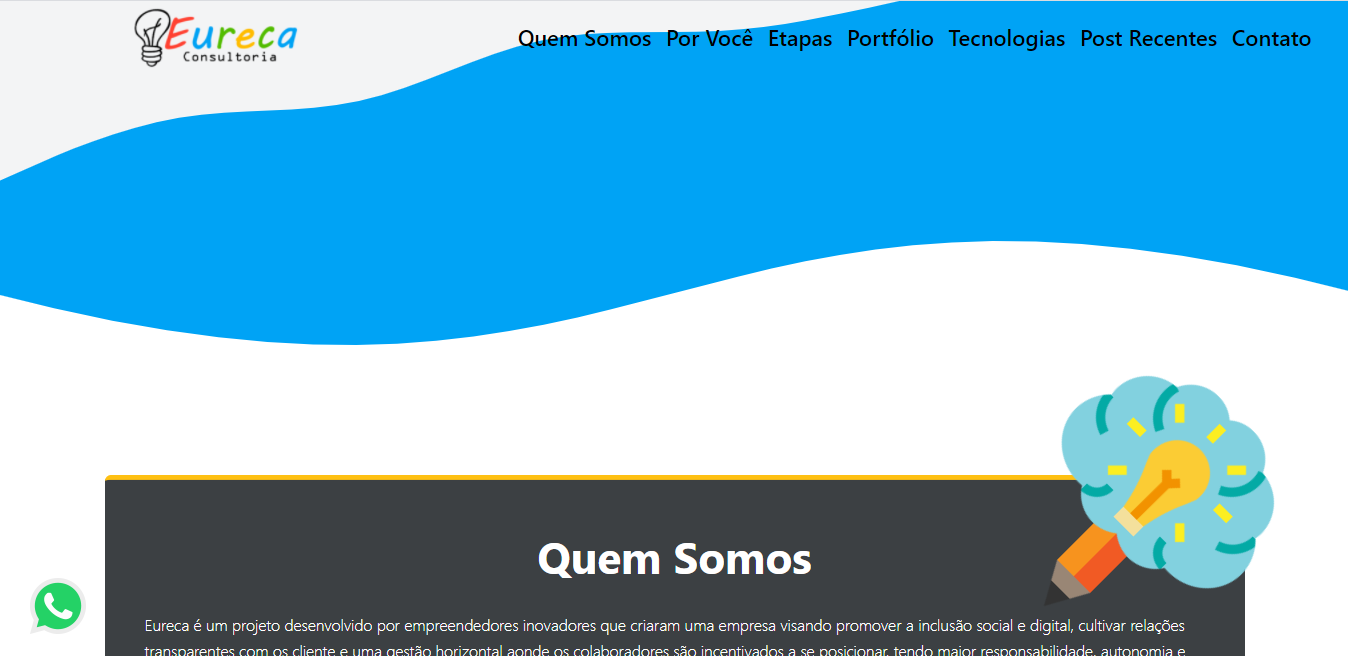 Eureca
Consultoria
Quem Somos Por Você Etapas Portfólio Tecnologias Post Recentes Contato
Quem Somos
Eureca é um projeto desenvolvido por empreendedores inovadores que criaram uma empresa visando promover a inclusão social e digital, cultivar relações
transparentes com os cliente e uma gestão horizontal aonde os colaboradores são incentivados a se posicionar, tendo maior responsabilidade, autonomia e